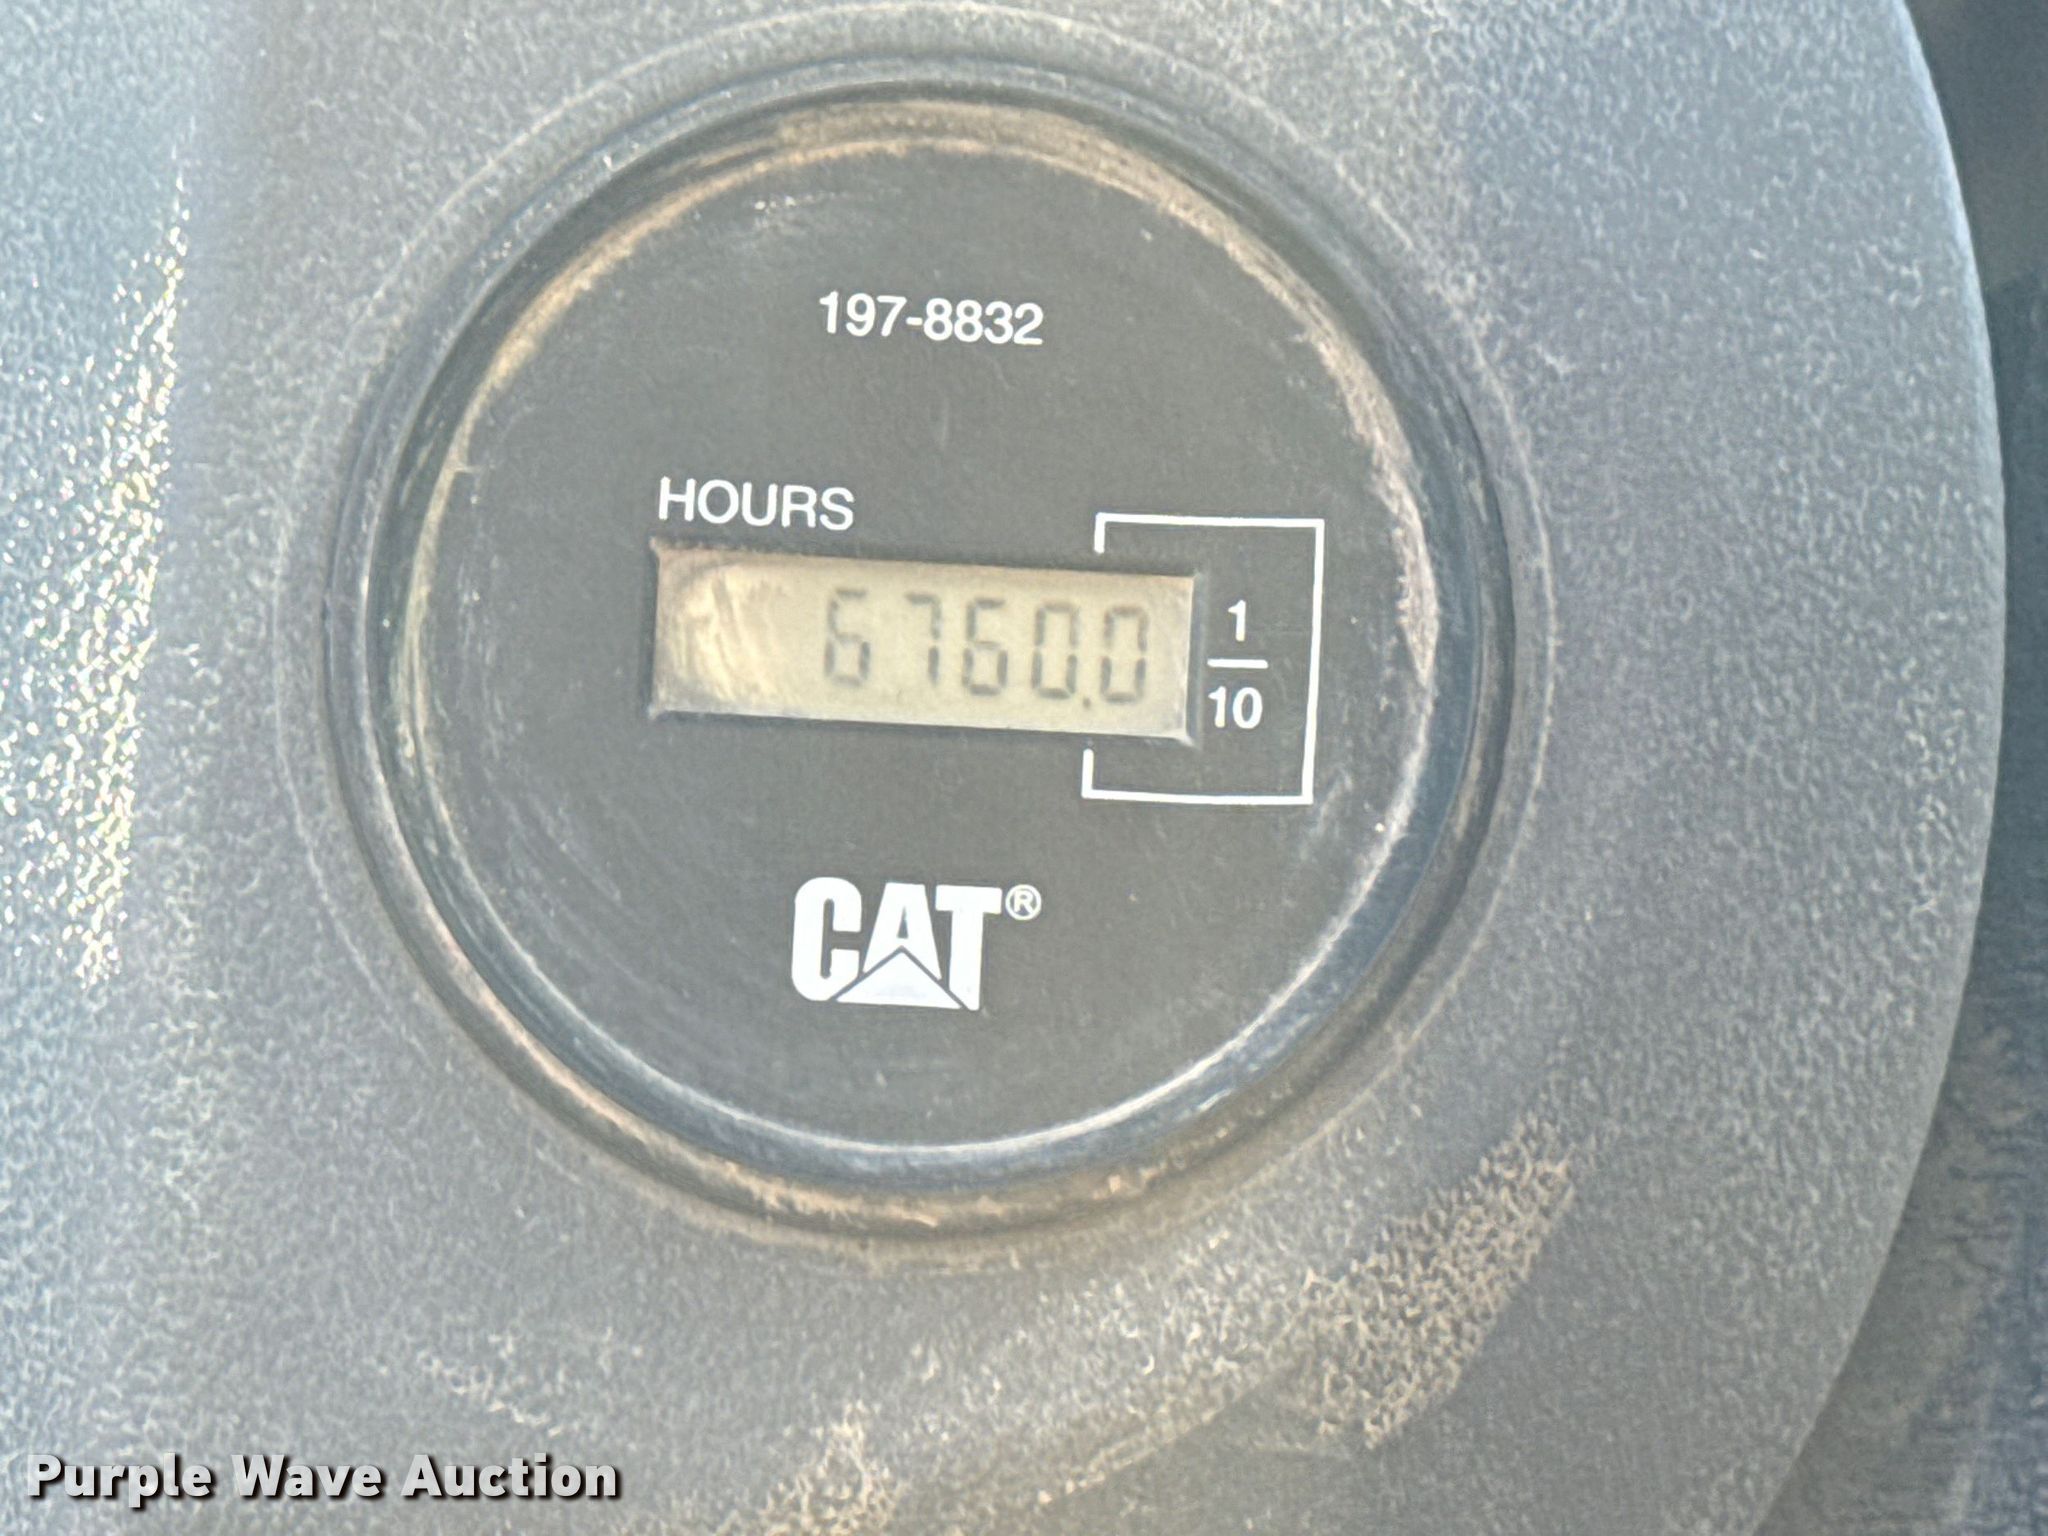 197-8832
HOURS
6760.0
1
10
CAT®
Purple Wave Auction